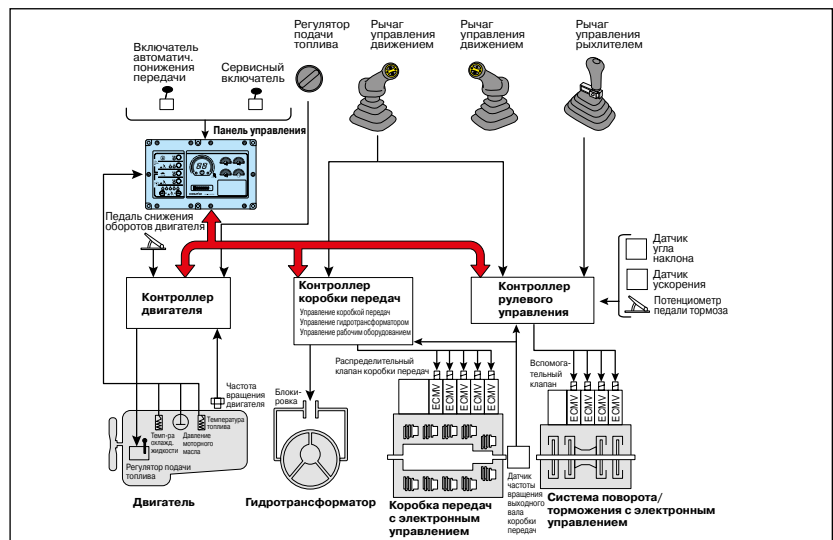 Включатель
автоматич.
понижения
передачи
Сервисный
включатель
Регулятор
подачи
топлива
Рычаг
управления
движением
Рычаг
управления
движением
Рычаг
управления
рыхлителем
Панель управления
Педаль снижения
оборотов двигателя
Датчик
угла
наклона
Датчик
ускорения
Потенциометр
педали тормоза
Контроллер
двигателя
Контроллер
коробки передач
Управление коробкой передач
Управление гидротрансформатором
Управление рабочим оборудованием
Контроллер
рулевого
управления
Частота
вращения
двигателя
Блоки-
ровка
Распределительный
клапан коробки передач
ECMV
ECMV
ECMV
ECMV
ECMV
Вспомога-
тельный
клапан
ECMV
ECMV
ECMV
ECMV
Темп-ра
охлажд.
жидкости
Давление
моторного
масла
Температура
топлива
Регулятор подачи
топлива
Двигатель
Гидротрансформатор
Коробка передач
с электронным
управлением
Датчик
частоты
вращения
выходного
вала
коробки
передач
Система поворота/
торможения с электронным
управлением